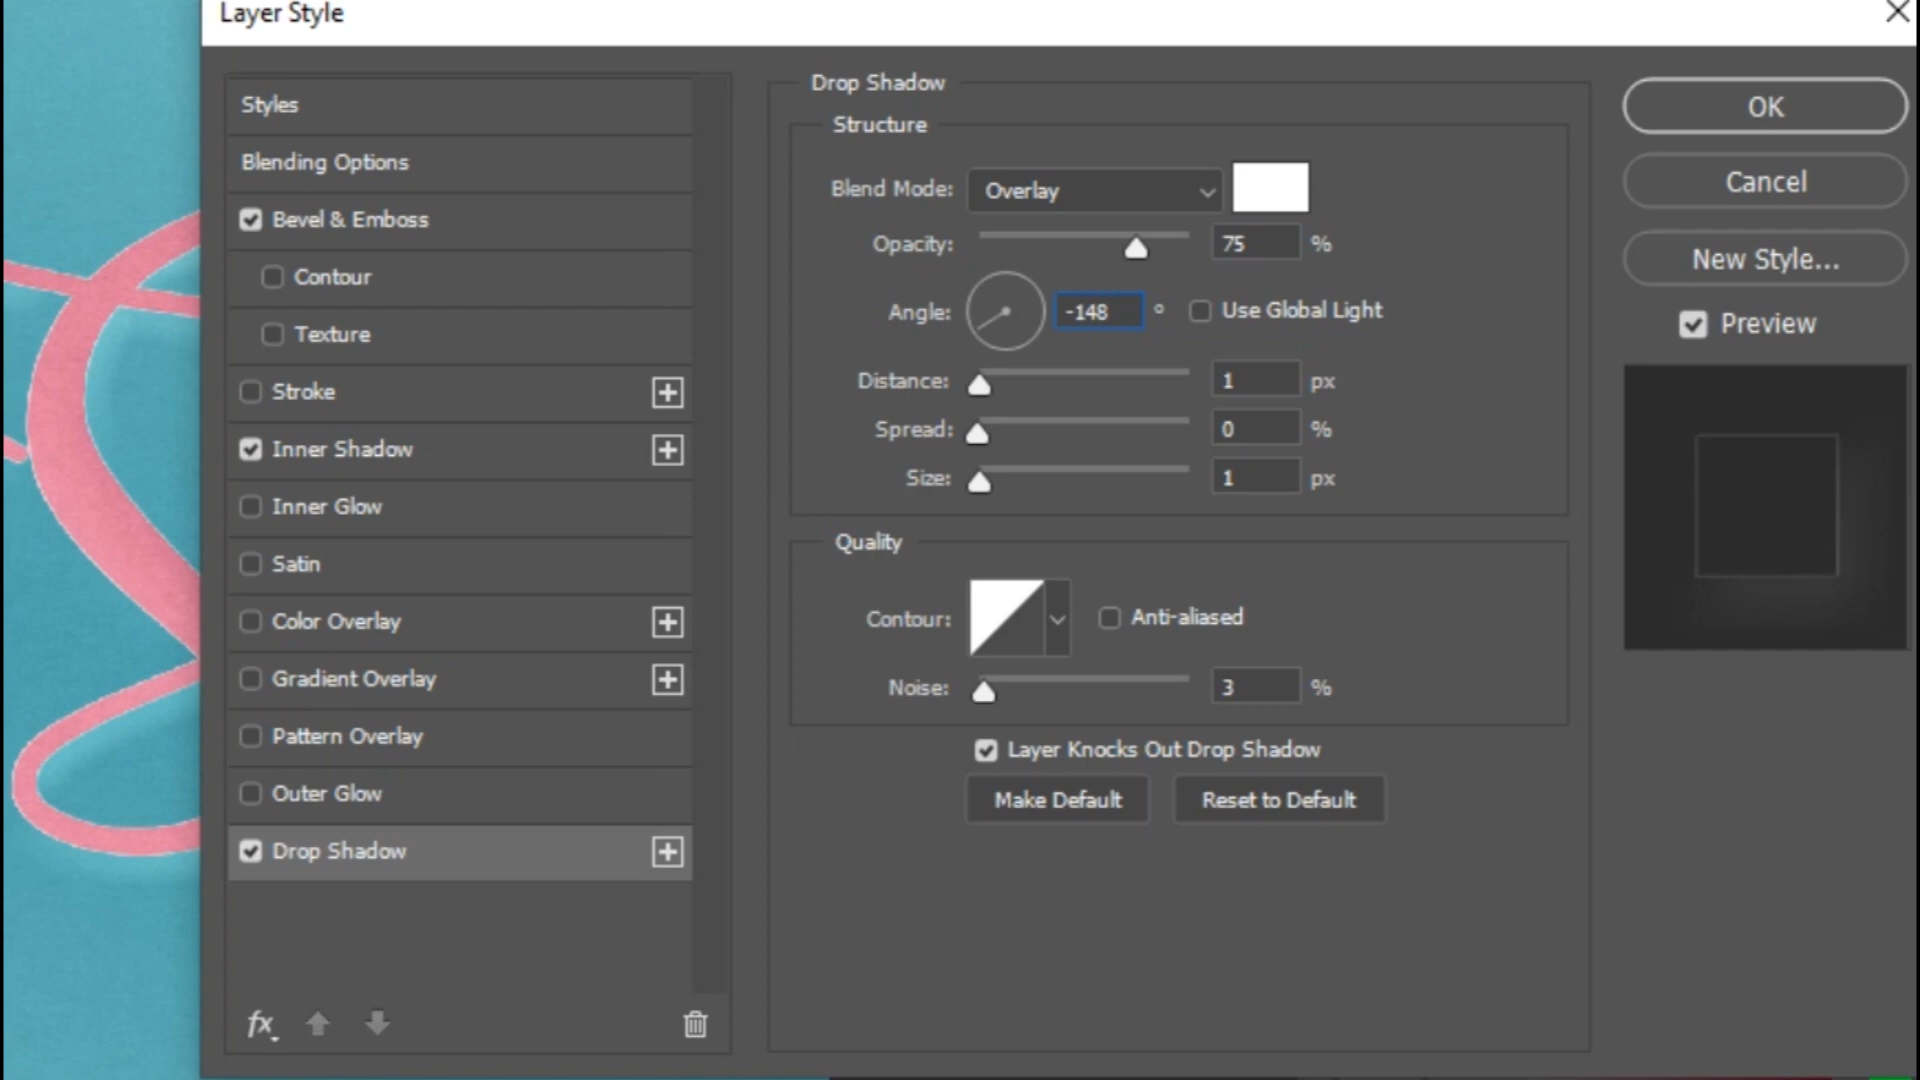 Layer Style
Styles
Blending Options
Bevel & Emboss
Contour
Texture
Stroke
Inner Shadow
Inner Glow
Satin
Color Overlay
Gradient Overlay
Pattern Overlay
Outer Glow
Drop Shadow
fx
Drop Shadow
Structure
Blend Mode: Overlay
Opacity: 75 %
Angle: -148 ° Use Global Light
Distance: 1 px
Spread: 0 %
Size: 1 px
Quality
Contour: Anti-aliased
Noise: 3 %
Layer Knocks Out Drop Shadow
Make Default Reset to Default
OK
Cancel
New Style...
Preview